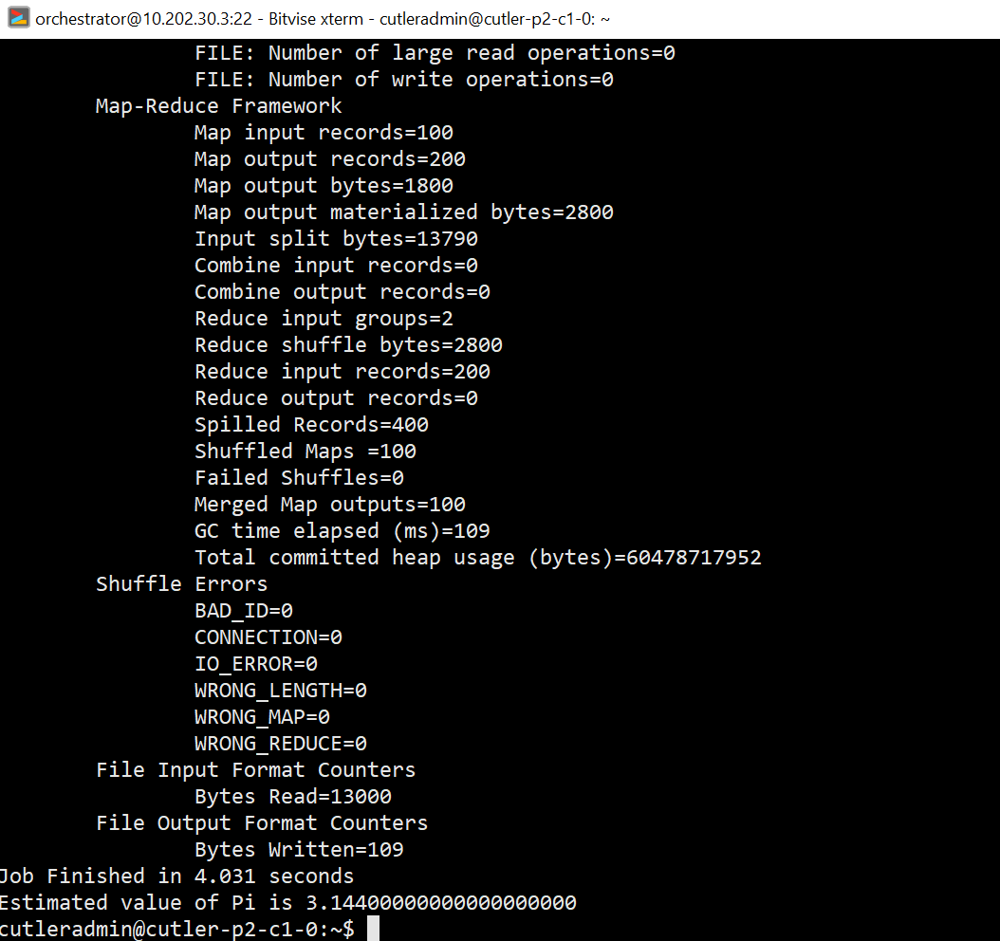 orchestrator@10.202.30.3:22 - Bitvise xterm - cutleradmin@cutler-p2-c1-0: ~
FILE: Number of large read operations=0
FILE: Number of write operations=0
Map-Reduce Framework
Map input records=100
Map output records=200
Map output bytes=1800
Map output materialized bytes=2800
Input split bytes=13790
Combine input records=0
Combine output records=0
Reduce input groups=2
Reduce shuffle bytes=2800
Reduce input records=200
Reduce output records=0
Spilled Records=400
Shuffled Maps =100
Failed Shuffles=0
Merged Map outputs=100
GC time elapsed (ms)=109
Total committed heap usage (bytes)=60478717952
Shuffle Errors
BAD_ID=0
CONNECTION=0
IO_ERROR=0
WRONG_LENGTH=0
WRONG_MAP=0
WRONG_REDUCE=0
File Input Format Counters
Bytes Read=13000
File Output Format Counters
Bytes Written=109
Job Finished in 4.031 seconds
Estimated value of Pi is 3.14400000000000000000
cutleradmin@cutler-p2-c1-0:~$